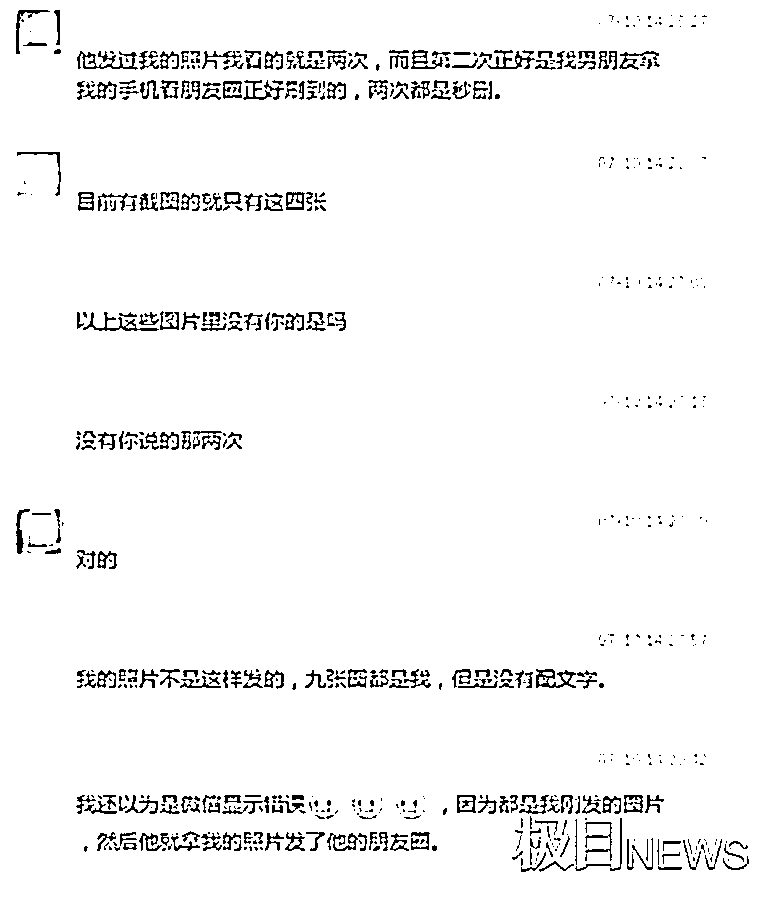 他发过我的照片我看的就是两次，而且第二次正好是我男朋友拿
我的手机看朋友圈正好刷到的，两次都是秒删。
目前有截图的就只有这四张
以上这些图片里没有你的是吗
没有你说的那两次
对的
我的照片不是这样发的，九张图都是我，但是没有配文字。
我还以为是微信显示错误，因为都是我刚发的图片
，然后他就拿我的照片发了他的朋友圈。
极目NEWS